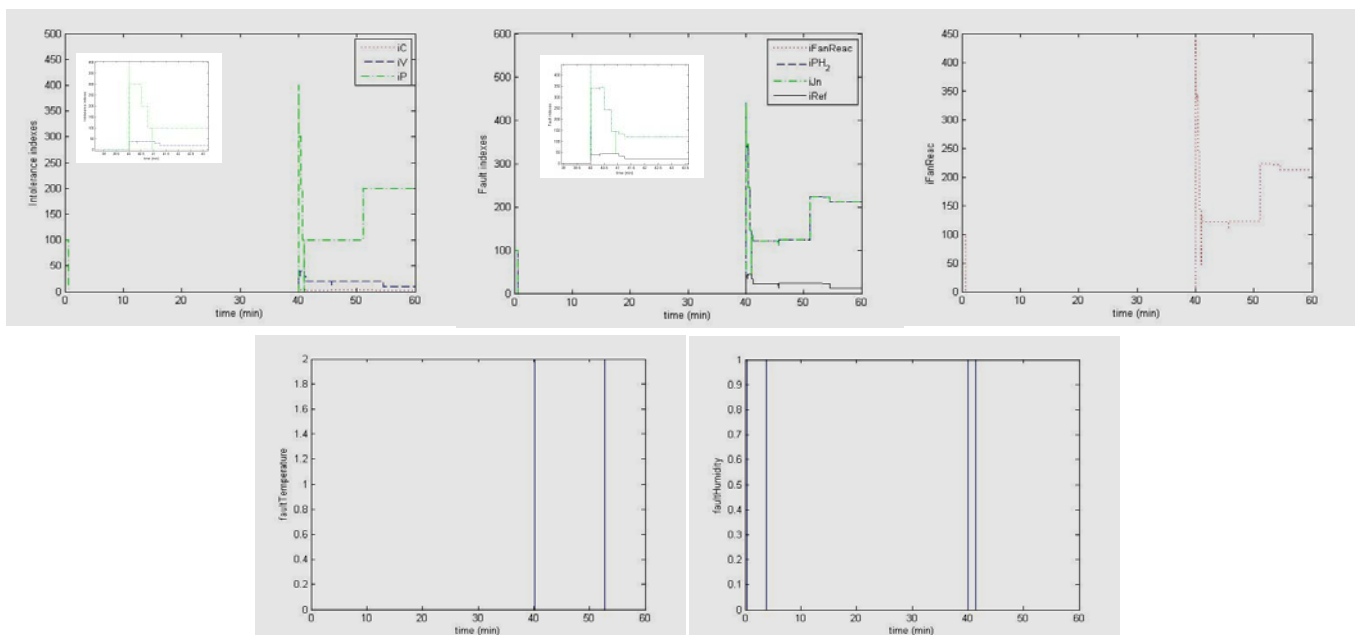 500
450
400
350
300
250
200
150
100
50
0
Intolerance indexes
iC
iV
iP
0 10 20 30 40 50 60
time (min)
600
500
400
300
200
100
0
Fault indexes
iFanReac
iPH2
iJn
iRef
time (min)
0 10 20 30 40 50 60
time (min)
450
400
350
300
250
200
150
100
50
0
iFanReac
0 10 20 30 40 50 60
time (min)
2
1.8
1.6
1.4
1.2
1
0.8
0.6
0.4
0.2
0
faultTemperature
0 10 20 30 40 50 60
time (min)
1
0.9
0.8
0.7
0.6
0.5
0.4
0.3
0.2
0.1
0
faultHumidity
0 10 20 30 40 50 60
time (min)